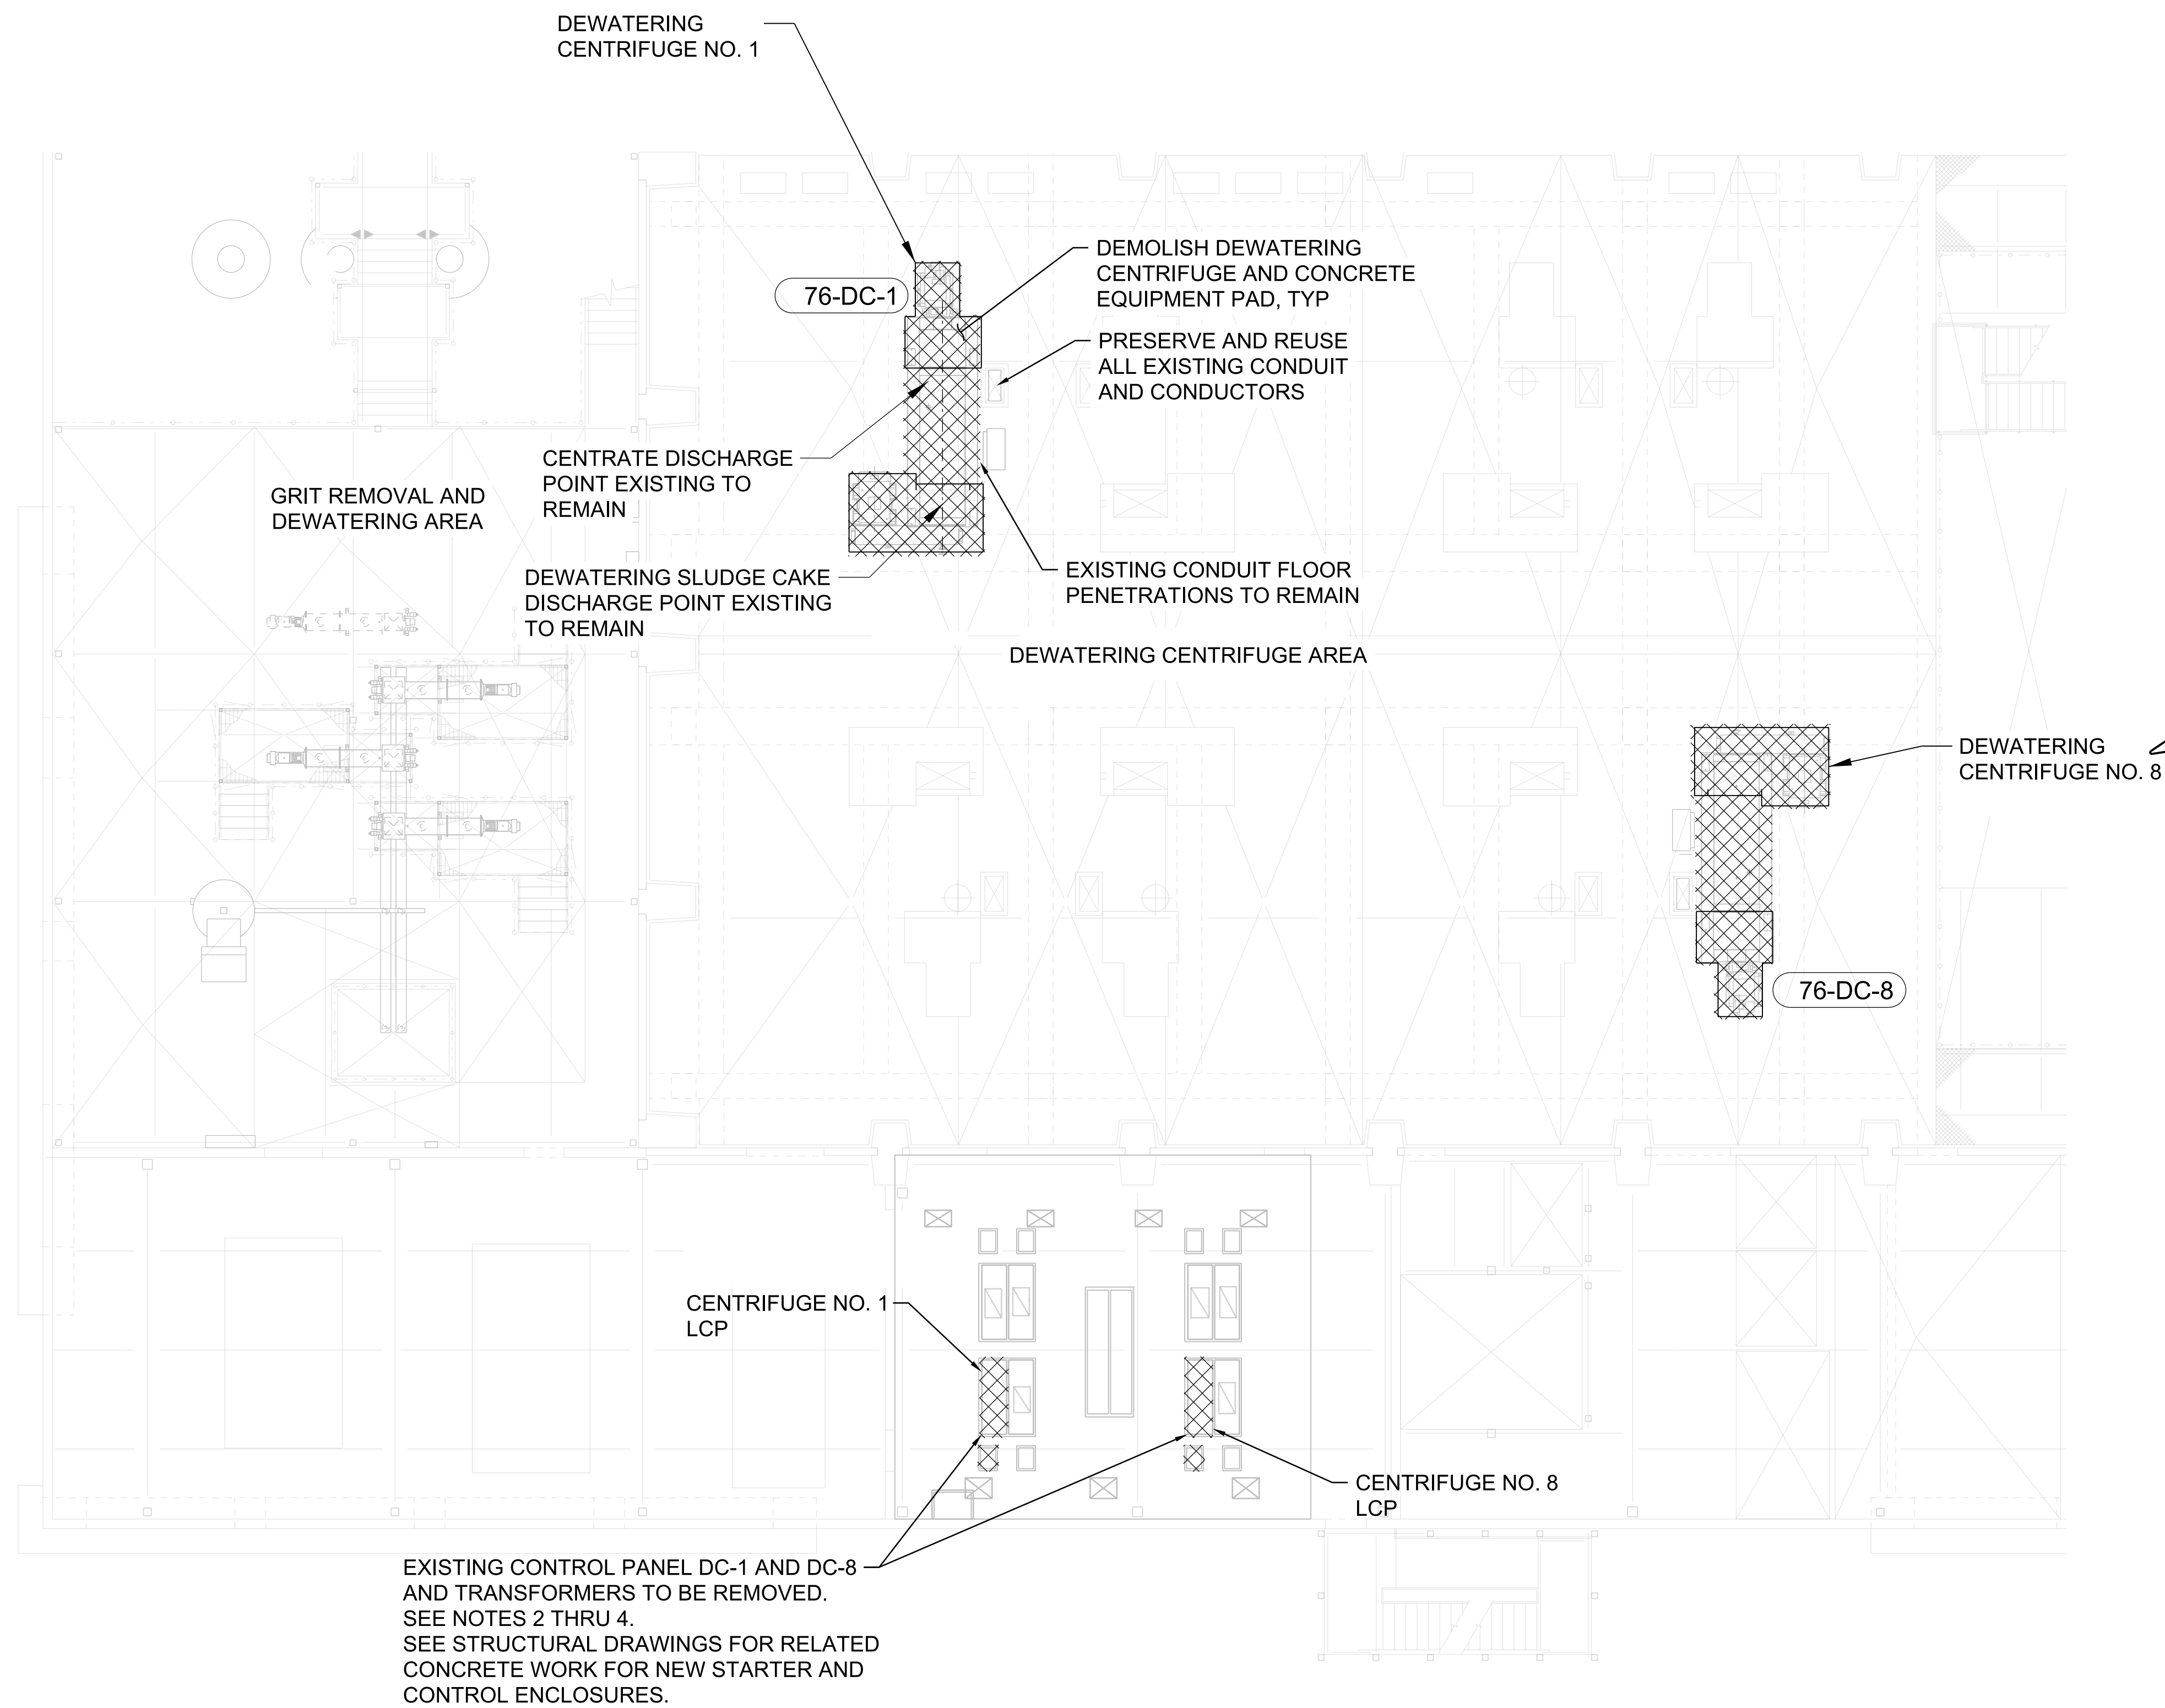 DEWATERING
CENTRIFUGE NO. 1
76-DC-1
DEMOLISH DEWATERING
CENTRIFUGE AND CONCRETE
EQUIPMENT PAD, TYP
PRESERVE AND REUSE
ALL EXISTING CONDUIT
AND CONDUCTORS
CENTRATE DISCHARGE
POINT EXISTING TO
REMAIN
GRIT REMOVAL AND
DEWATERING AREA
DEWATERING SLUDGE CAKE
DISCHARGE POINT EXISTING
TO REMAIN
EXISTING CONDUIT FLOOR
PENETRATIONS TO REMAIN
DEWATERING CENTRIFUGE AREA
DEWATERING
CENTRIFUGE NO. 8
76-DC-8
CENTRIFUGE NO. 1
LCP
CENTRIFUGE NO. 8
LCP
EXISTING CONTROL PANEL DC-1 AND DC-8
AND TRANSFORMERS TO BE REMOVED.
SEE NOTES 2 THRU 4.
SEE STRUCTURAL DRAWINGS FOR RELATED
CONCRETE WORK FOR NEW STARTER AND
CONTROL ENCLOSURES.